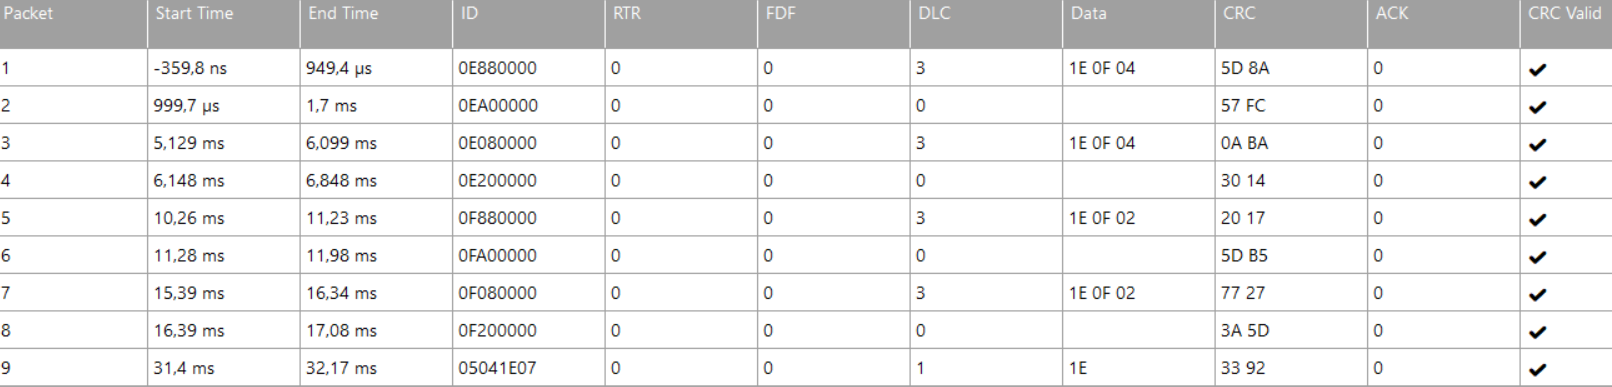 Packet Start Time End Time ID RTR FDF DLC Data CRC ACK CRC Valid
1 -359,8 ns 949,4 µs 0E880000 0 0 3 1E 0F 04 5D 8A 0 ✔
2 999,7 µs 1,7 ms 0EA00000 0 0 0 57 FC 0 ✔
3 5,129 ms 6,099 ms 0E080000 0 0 3 1E 0F 04 0A BA 0 ✔
4 6,148 ms 6,848 ms 0E200000 0 0 0 30 14 0 ✔
5 10,26 ms 11,23 ms 0F880000 0 0 3 1E 0F 02 20 17 0 ✔
6 11,28 ms 11,98 ms 0FA00000 0 0 0 5D B5 0 ✔
7 15,39 ms 16,34 ms 0F080000 0 0 3 1E 0F 02 77 27 0 ✔
8 16,39 ms 17,08 ms 0F200000 0 0 0 3A 5D 0 ✔
9 31,4 ms 32,17 ms 05041E07 0 0 1 1E 33 92 0 ✔